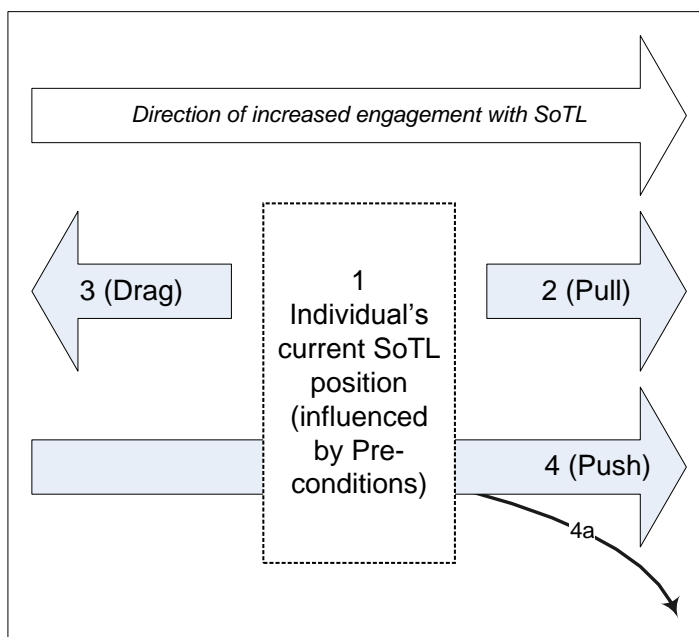 Direction of increased engagement with SoTL
3 (Drag)
1
Individual’s
current SoTL
position
(influenced
by Pre-
conditions)
2 (Pull)
4 (Push)
4a